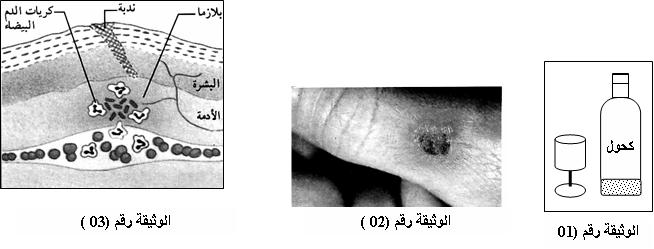 ندبة
كريات الدم
البيضاء
بلازما
البشرة
الأدمة
كحول
الوثيقة رقم (03 )
الوثيقة رقم (02 )
الوثيقة رقم (01